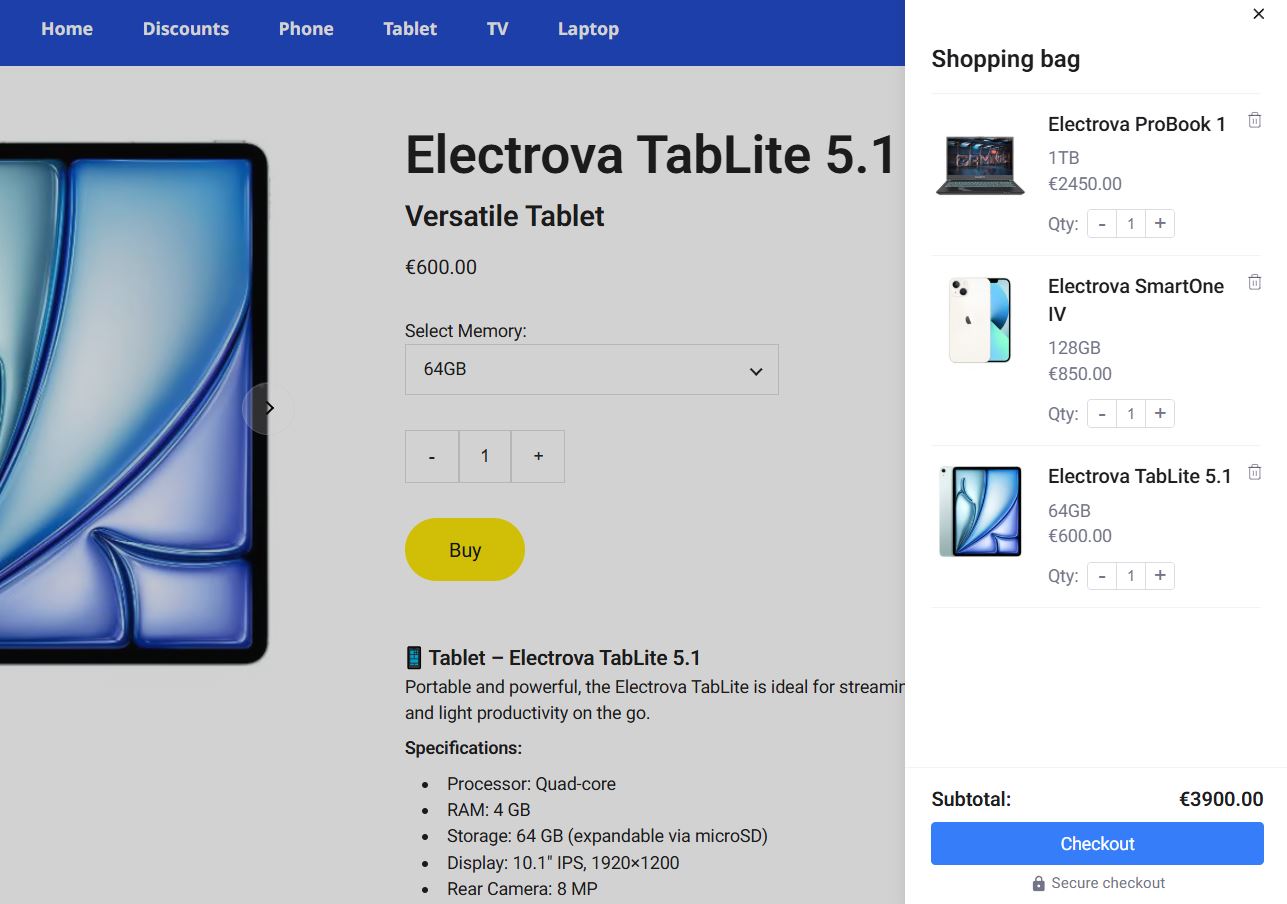 Home Discounts Phone Tablet TV Laptop
Electrova TabLite 5.1
Versatile Tablet
€600.00
Select Memory:
64GB
- 1 +
Buy
Tablet – Electrova TabLite 5.1
Portable and powerful, the Electrova TabLite is ideal for streamin
and light productivity on the go.
Specifications:
• Processor: Quad-core
• RAM: 4 GB
• Storage: 64 GB (expandable via microSD)
• Display: 10.1" IPS, 1920×1200
• Rear Camera: 8 MP
Shopping bag
Electrova ProBook 1
1TB
€2450.00
Qty: - 1 +
Electrova SmartOne
IV
128GB
€850.00
Qty: - 1 +
Electrova TabLite 5.1
64GB
€600.00
Qty: - 1 +
Subtotal: €3900.00
Checkout
Secure checkout